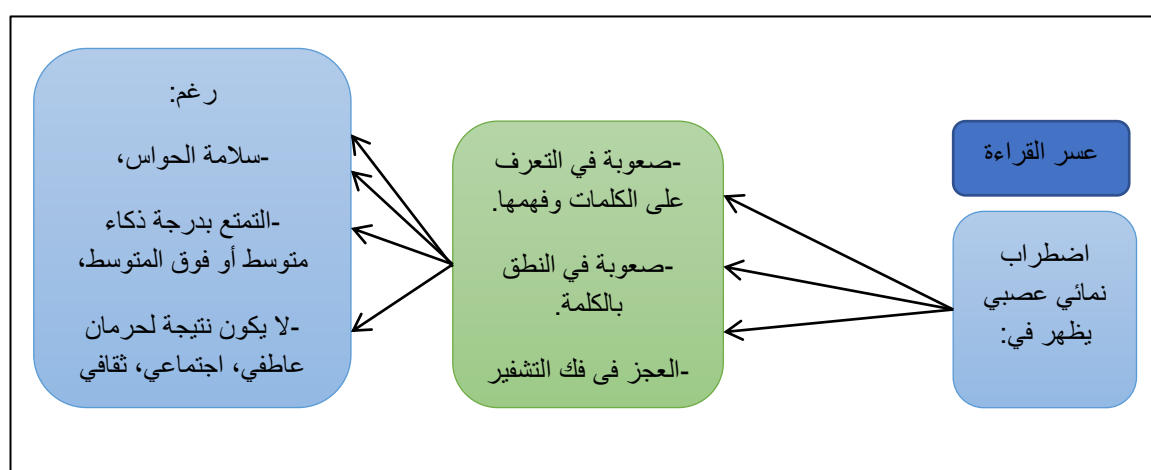 عسر القراءة
اضطراب
نمائي عصبي
يظهر في:
-صعوبة في التعرف
على الكلمات وفهمها.
-صعوبة في النطق
بالكلمة.
-العجز فى فك التشفير
رغم:
-سلامة الحواس،
-التمتع بدرجة ذكاء
متوسط أو فوق المتوسط،
-لا يكون نتيجة لحرمان
عاطفي، اجتماعي، ثقافي